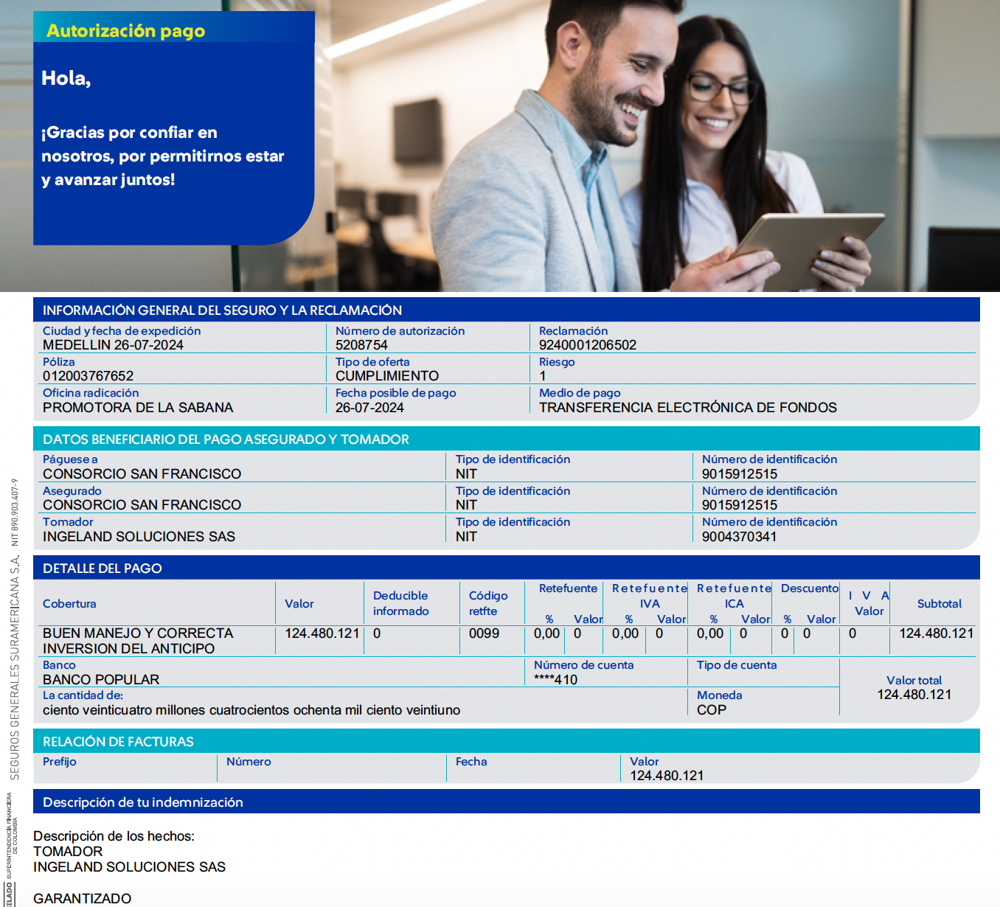 Autorización pago
Hola,
¡Gracias por confiar en
nosotros, por permitirnos estar
y avanzar juntos!
INFORMACIÓN GENERAL DEL SEGURO Y LA RECLAMACIÓN
Ciudad y fecha de expedición Número de autorización Reclamación
MEDELLIN 26-07-2024 5208754 9240001206502
Póliza Tipo de oferta Riesgo
012003767652 CUMPLIMIENTO 1
Oficina radicación Fecha posible de pago Medio de pago
PROMOTORA DE LA SABANA 26-07-2024 TRANSFERENCIA ELECTRÓNICA DE FONDOS
DATOS BENEFICIARIO DEL PAGO ASEGURADO Y TOMADOR
Páguese a Tipo de identificación Número de identificación
CONSORCIO SAN FRANCISCO NIT 9015912515
Asegurado Tipo de identificación Número de identificación
CONSORCIO SAN FRANCISCO NIT 9015912515
Tomador Tipo de identificación Número de identificación
INGELAND SOLUCIONES SAS NIT 9004370341
DETALLE DEL PAGO
Cobertura Valor Deducible informado Código retfte Retefuente % Valor Retefuente IVA % Valor Retefuente ICA % Valor Descuento % Valor I V A Valor Subtotal
BUEN MANEJO Y CORRECTA 124.480.121 0 0099 0,00 0 0,00 0 0,00 0 0 0 0 124.480.121
INVERSION DEL ANTICIPO
Banco Número de cuenta Tipo de cuenta
BANCO POPULAR ****410
Valor total
124.480.121
La cantidad de: Moneda
ciento veinticuatro millones cuatrocientos ochenta mil ciento veintiuno COP
RELACIÓN DE FACTURAS
Prefijo Número Fecha Valor
124.480.121
Descripción de tu indemnización
Descripción de los hechos:
TOMADOR
INGELAND SOLUCIONES SAS
GARANTIZADO
SEGUROS GENERALES SURAMERICANA S.A. NIT 890.903.407-9
SUPERINTENDENCIA FINANCIERA
DE COLOMBIA